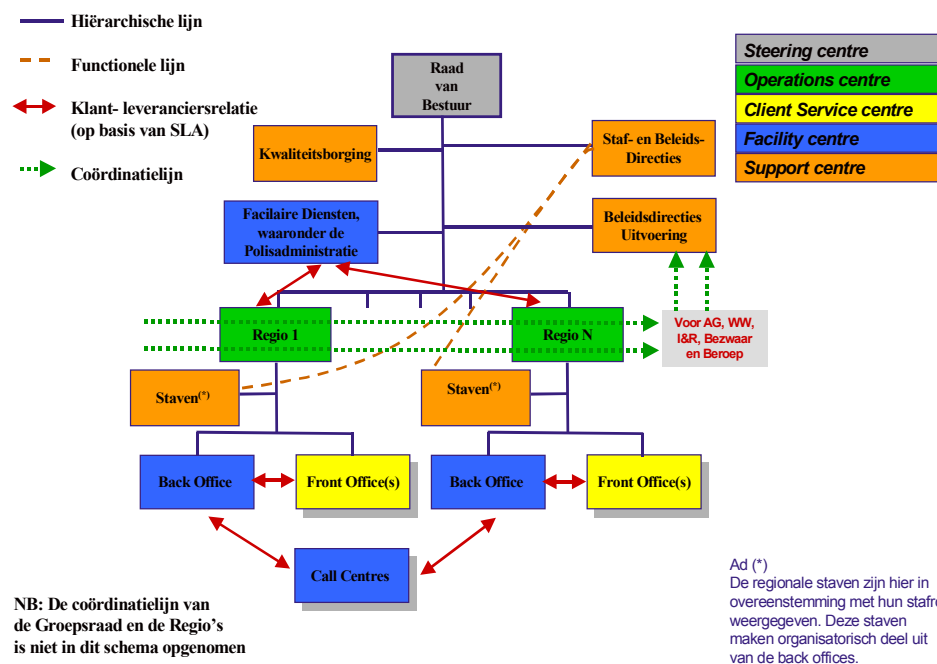 Hiërarchische lijn
Functionele lijn
Klant- leveranciersrelatie
(op basis van SLA)
Coördinatielijn
Raad
van
Bestuur
Steering centre
Operations centre
Client Service centre
Facility centre
Support centre
Kwaliteitsborging
Staf- en Beleids-
Directies
Facilaire Diensten,
waaronder de
Polisadministratie
Beleidsdirecties
Uitvoering
Regio 1
Regio N
Voor AG, WW,
I&R, Bezwaar
en Beroep
Staven(*)
Staven(*)
Back Office
Front Office(s)
Back Office
Front Office(s)
Call Centres
NB: De coördinatielijn van
de Groepsraad en de Regio's
is niet in dit schema opgenomen
Ad (*)
De regionale staven zijn hier in
overeenstemming met hun
weergegeven. Deze staven
maken organisatorisch deel uit
van de back offices.